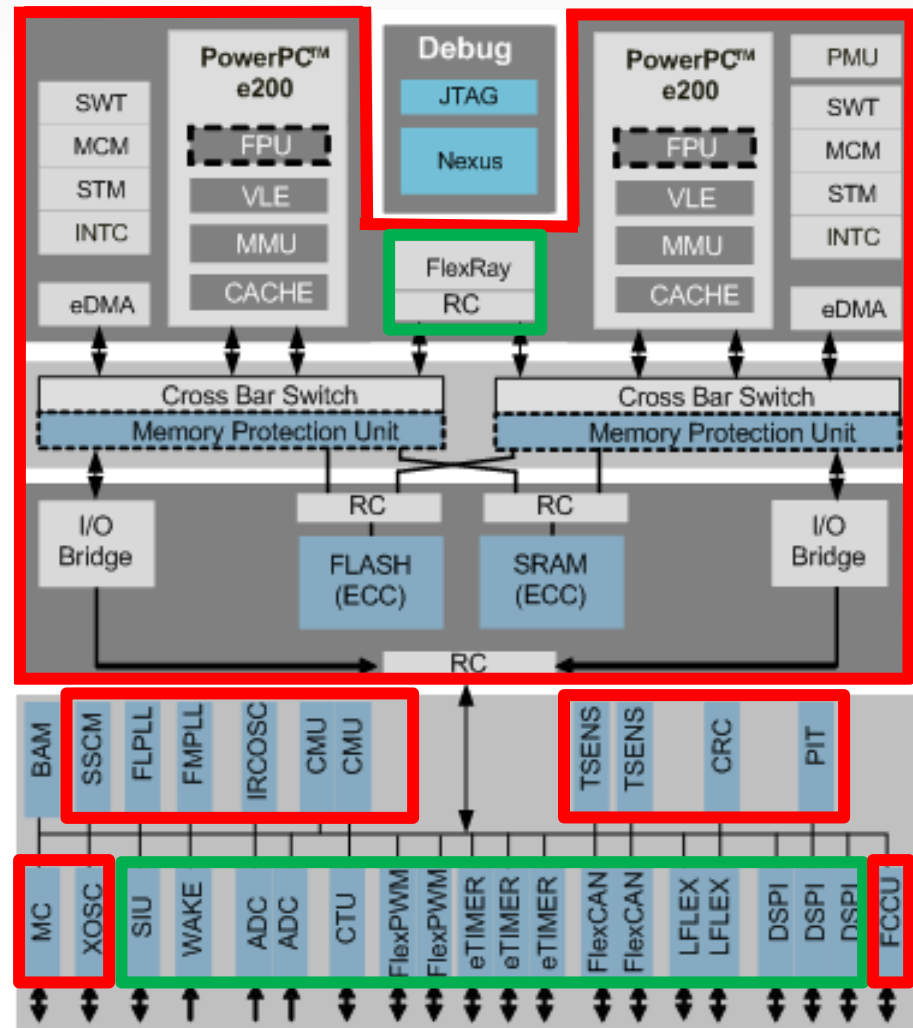 PowerPC™
e200
FPU
VLE
MMU
CACHE
SWT
MCM
STM
INTC
eDMA
Debug
JTAG
Nexus
FlexRay
RC
PowerPC™
e200
FPU
VLE
MMU
CACHE
PMU
SWT
MCM
STM
INTC
eDMA
Cross Bar Switch
Memory Protection Unit
Cross Bar Switch
Memory Protection Unit
I/O
Bridge
RC
FLASH
(ECC)
RC
SRAM
(ECC)
I/O
Bridge
RC
BAM
SSCM
FLPLL
FMPLL
IRCOSC
CMU
CMU
TSENS
TSENS
CRC
PIT
MC
XOSC
SIU
WAKE
ADC
ADC
CTU
FlexPWM
FlexPWM
eTIMER
eTIMER
eTIMER
FlexCAN
FlexCAN
LFLEX
LFLEX
DSPI
DSPI
DSPI
FCCU